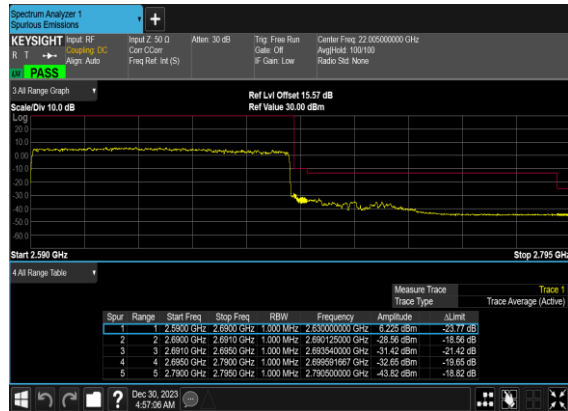 Spectrum Analyzer 1
Spurious Emissions
+
KEYSIGHT Input: RF Input Z: 50 Ω Atten: 30 dB Trig: Free Run Center Freq: 22.005000000 GHz
R T Coupling: DC Corr CCorr Gate: Off Avg|Hold: 100/100
Align: Auto Freq Ref: Int (S) IF Gain: Low Radio Std: None
PASS
3 All Range Graph
Ref Lvl Offset 15.57 dB
Scale/Div 10.0 dB Ref Value 30.00 dBm
Log
20.0
10.0
0.00
-10.0
-20.0
-30.0
-40.0
-50.0
-60.0
Start 2.590 GHz Stop 2.795 GHz
4 All Range Table
Measure Trace Trace 1
Trace Type Trace Average (Active)
Spur Range Start Freq Stop Freq RBW Frequency Amplitude ΔLimit
1 1 2.5900 GHz 2.6900 GHz 1.000 MHz 2.630000000 GHz 6.225 dBm -23.77 dB
2 2 2.6900 GHz 2.6910 GHz 1.000 MHz 2.690125000 GHz -28.56 dBm -18.56 dB
3 3 2.6910 GHz 2.6950 GHz 1.000 MHz 2.693540000 GHz -31.42 dBm -21.42 dB
4 4 2.6950 GHz 2.7900 GHz 1.000 MHz 2.699591667 GHz -32.65 dBm -19.65 dB
5 5 2.7900 GHz 2.7950 GHz 1.000 MHz 2.790500000 GHz -43.82 dBm -18.82 dB
? Dec 30, 2023
4:57:06 AM